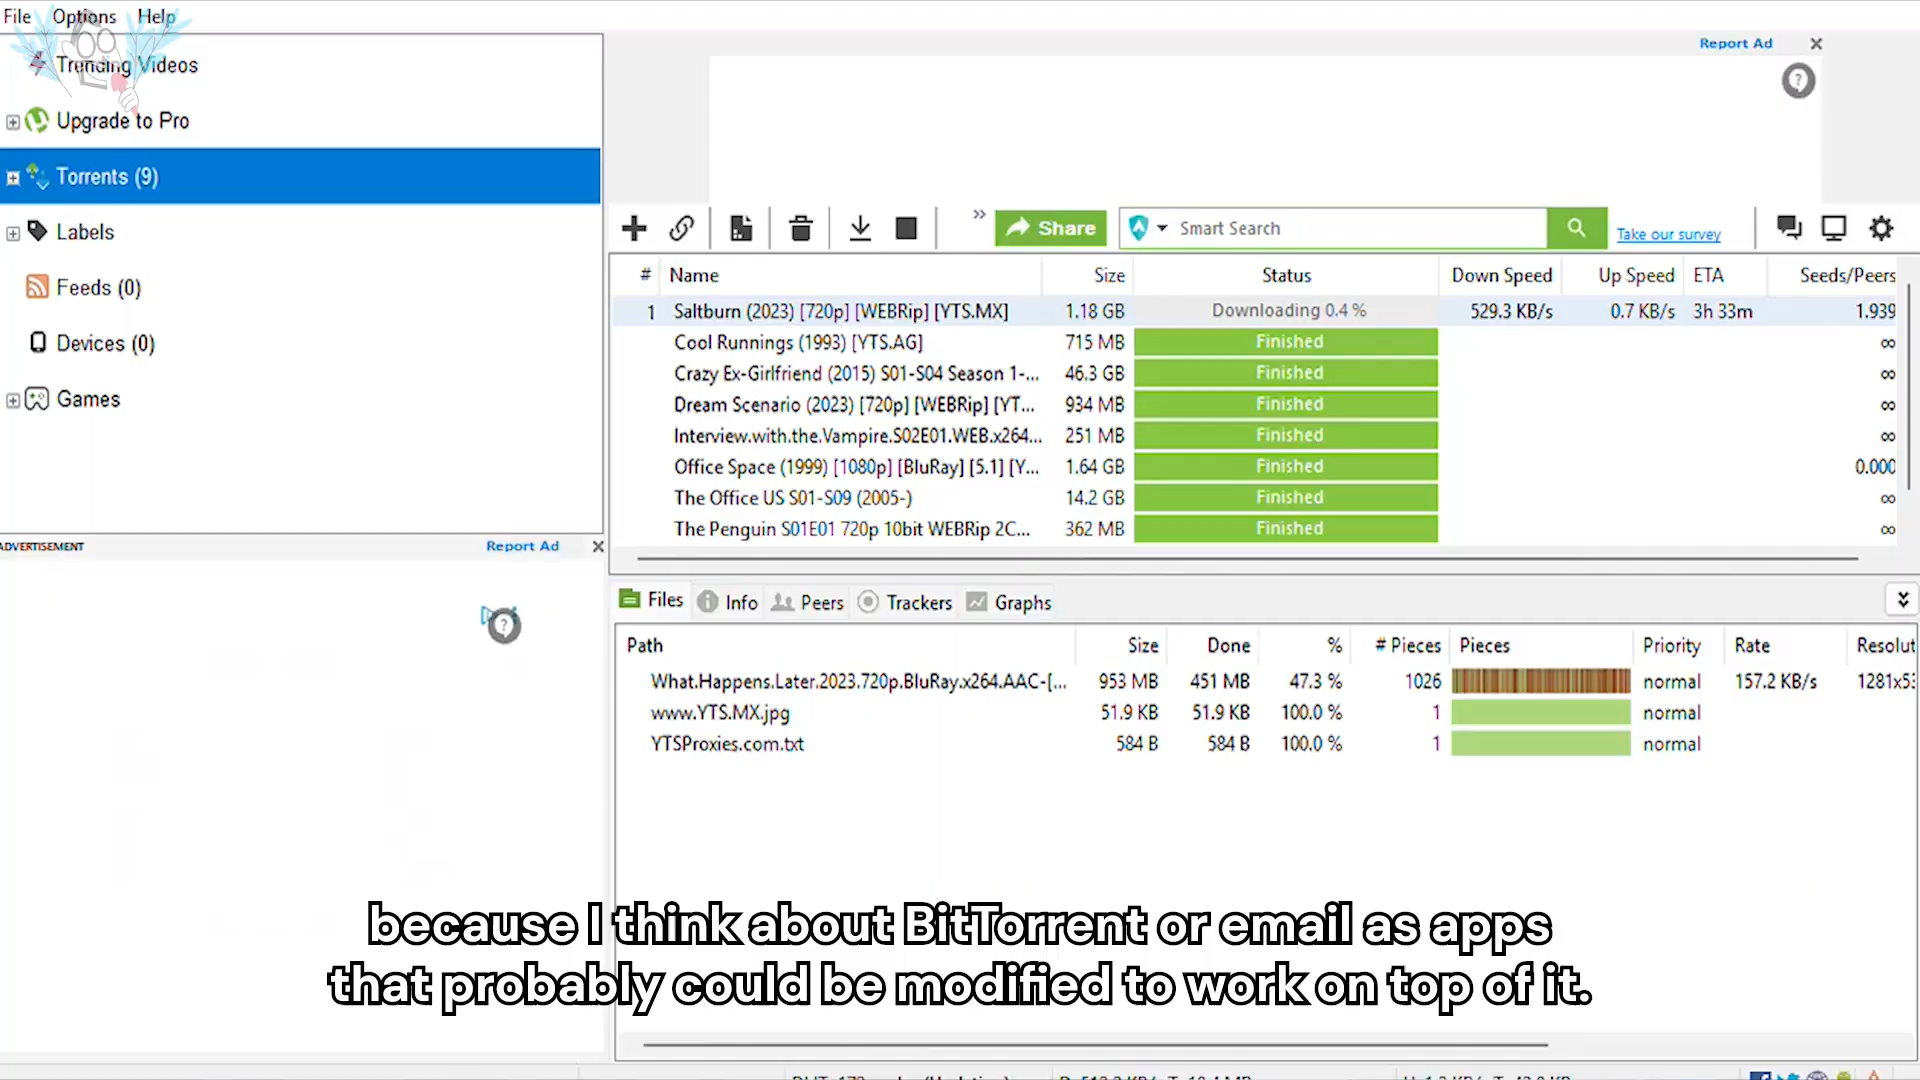 File Options Help
Trending Videos
Upgrade to Pro
Torrents (9)
Labels
Feeds (0)
Devices (0)
Games
ADVERTISEMENT Report Ad
Report Ad
Share Smart Search Take our survey
# Name Size Status Down Speed Up Speed ETA Seeds/Peers
1 Saltburn (2023) [720p] [WEBRip] [YTS.MX] 1.18 GB Downloading 0.4 % 529.3 KB/s 0.7 KB/s 3h 33m 1.939
Cool Runnings (1993) [YTS.AG] 715 MB Finished ∞
Crazy Ex-Girlfriend (2015) S01-S04 Season 1-... 46.3 GB Finished ∞
Dream Scenario (2023) [720p] [WEBRip] [YT... 934 MB Finished ∞
Interview.with.the.Vampire.S02E01.WEB.x264... 251 MB Finished ∞
Office Space (1999) [1080p] [BluRay] [5.1] [Y... 1.64 GB Finished 0.000
The Office US S01-S09 (2005-) 14.2 GB Finished ∞
The Penguin S01E01 720p 10bit WEBRip 2C... 362 MB Finished ∞
Files Info Peers Trackers Graphs
Path Size Done % # Pieces Pieces Priority Rate Resolut
What.Happens.Later.2023.720p.BluRay.x264.AAC-[... 953 MB 451 MB 47.3 % 1026 normal 157.2 KB/s 1281x53
www.YTS.MX.jpg 51.9 KB 51.9 KB 100.0 % 1 normal
YTSProxies.com.txt 584 B 584 B 100.0 % 1 normal
because I think about BitTorrent or email as apps
that probably could be modified to work on top of it.